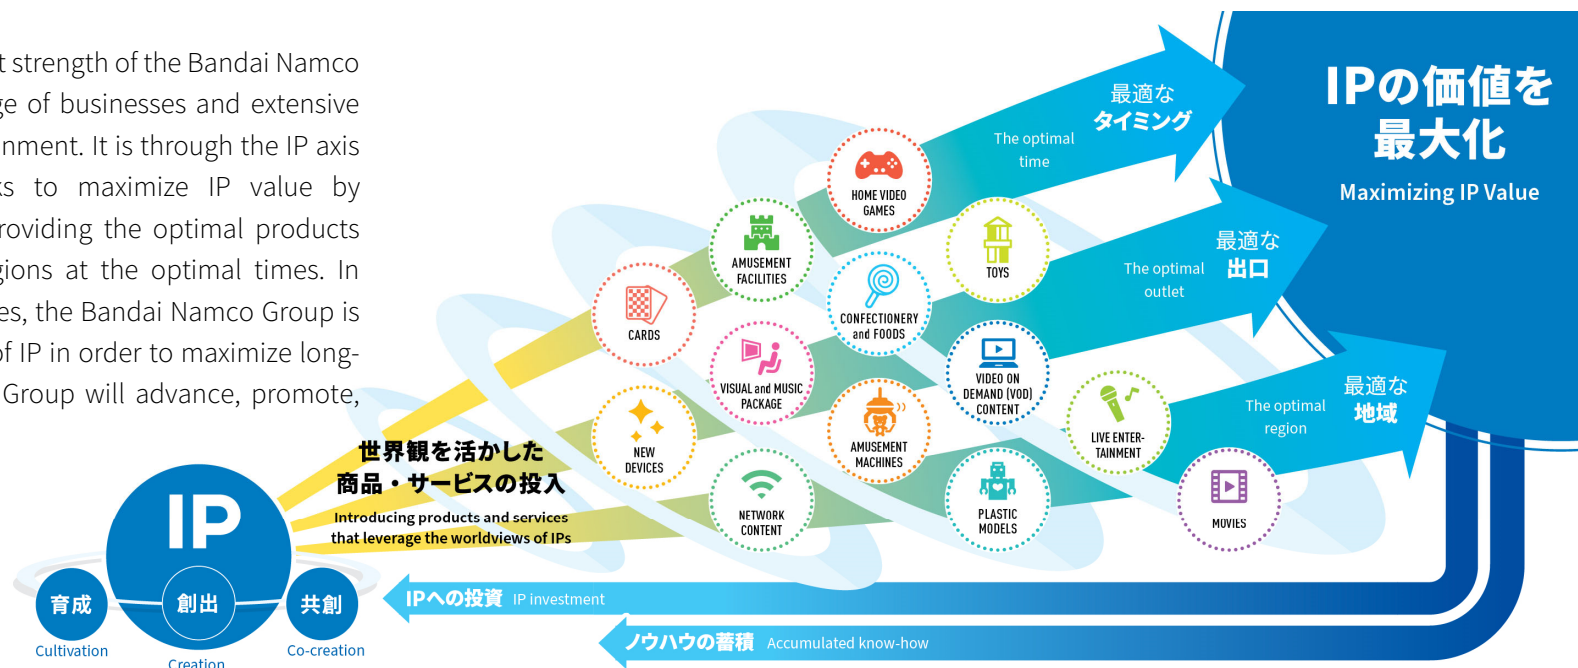 t strength of the Bandai Namco
ge of businesses and extensive
nment. It is through the IP axis
ks to maximize IP value by
roviding the optimal products
gions at the optimal times. In
es, the Bandai Namco Group is
of IP in order to maximize long-
Group will advance, promote,
IPの価値を
最大化
Maximizing IP Value
最適な
タイミング
The optimal
time
最適な
出口
The optimal
outlet
最適な
地域
The optimal
region
HOME VIDEO
GAMES
AMUSEMENT
FACILITIES
TOYS
CARDS
CONFECTIONERY
and FOODS
VISUAL and MUSIC
PACKAGE
VIDEO ON
DEMAND (VOD)
CONTENT
NEW
DEVICES
AMUSEMENT
MACHINES
LIVE ENTER-
TAINMENT
NETWORK
CONTENT
PLASTIC
MODELS
MOVIES
世界観を活かした
商品・サービスの投入
Introducing products and services
that leverage the worldviews of IPs
IP
育成
創出
共創
Cultivation
Creation
Co-creation
IPへの投資 IP investment
ノウハウの蓄積 Accumulated know-how